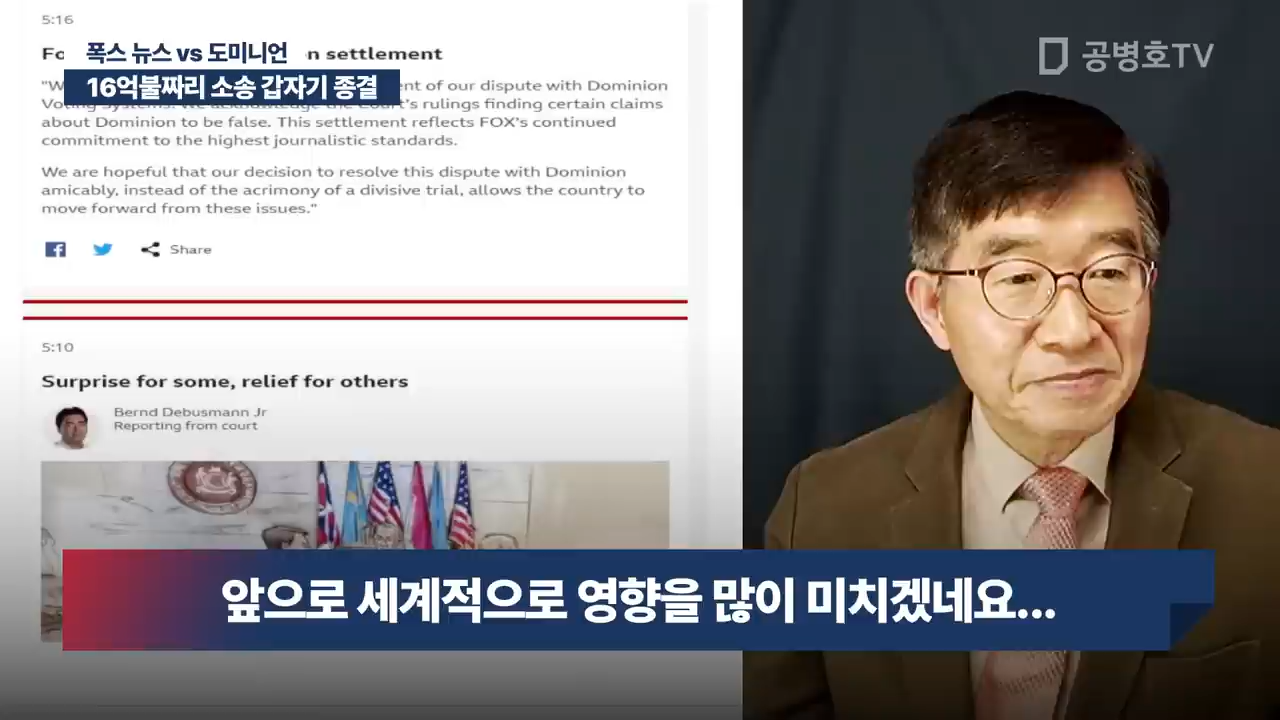 5:16
Fo
n settlement
폭스 뉴스 vs 도미니언
16억불짜리 소송 갑자기 종결
"W
ent of our dispute with Dominion
Voting Systems. We acknowledge the Court's rulings finding certain claims
about Dominion to be false. This settlement reflects FOX's continued
commitment to the highest journalistic standards.
We are hopeful that our decision to resolve this dispute with Dominion
amicably, instead of the acrimony of a divisive trial, allows the country to
move forward from these issues."
Share
5:10
Surprise for some, relief for others
Bernd Debusmann Jr
Reporting from court
공병호TV
앞으로 세계적으로 영향을 많이 미치겠네요...